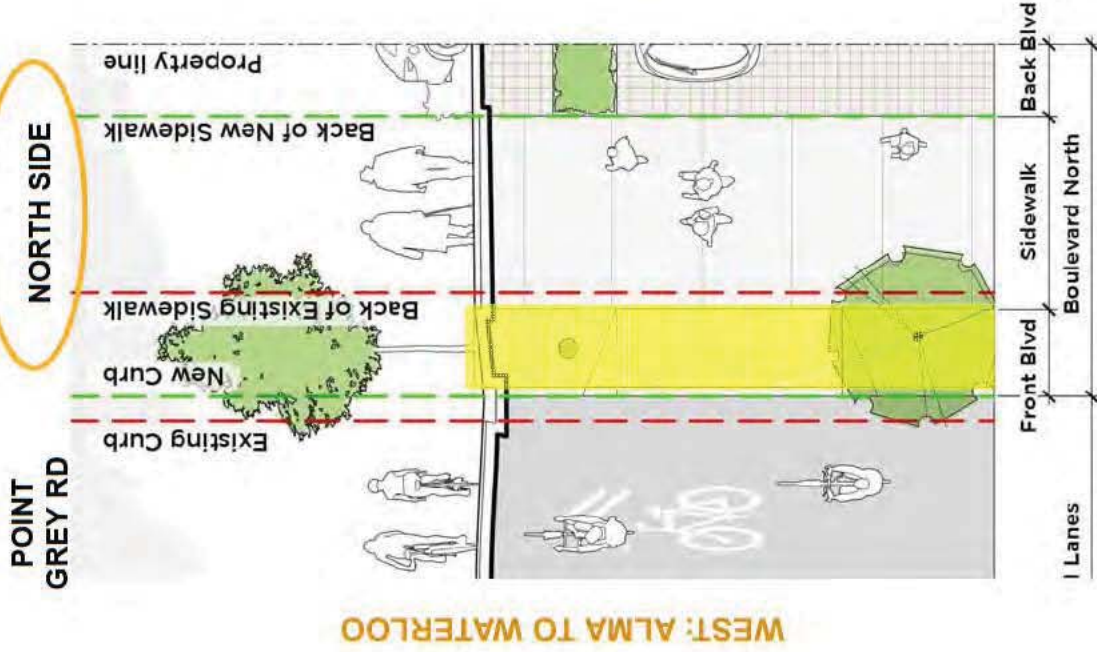 POINT
GREY RD
NORTH SIDE
Existing Curb
New Curb
Back of Existing Sidewalk
Back of New Sidewalk
Property line
WEST: ALMA TO WATERLOO
l Lanes
Front Blvd
Sidewalk
Back Blvd
Boulevard North